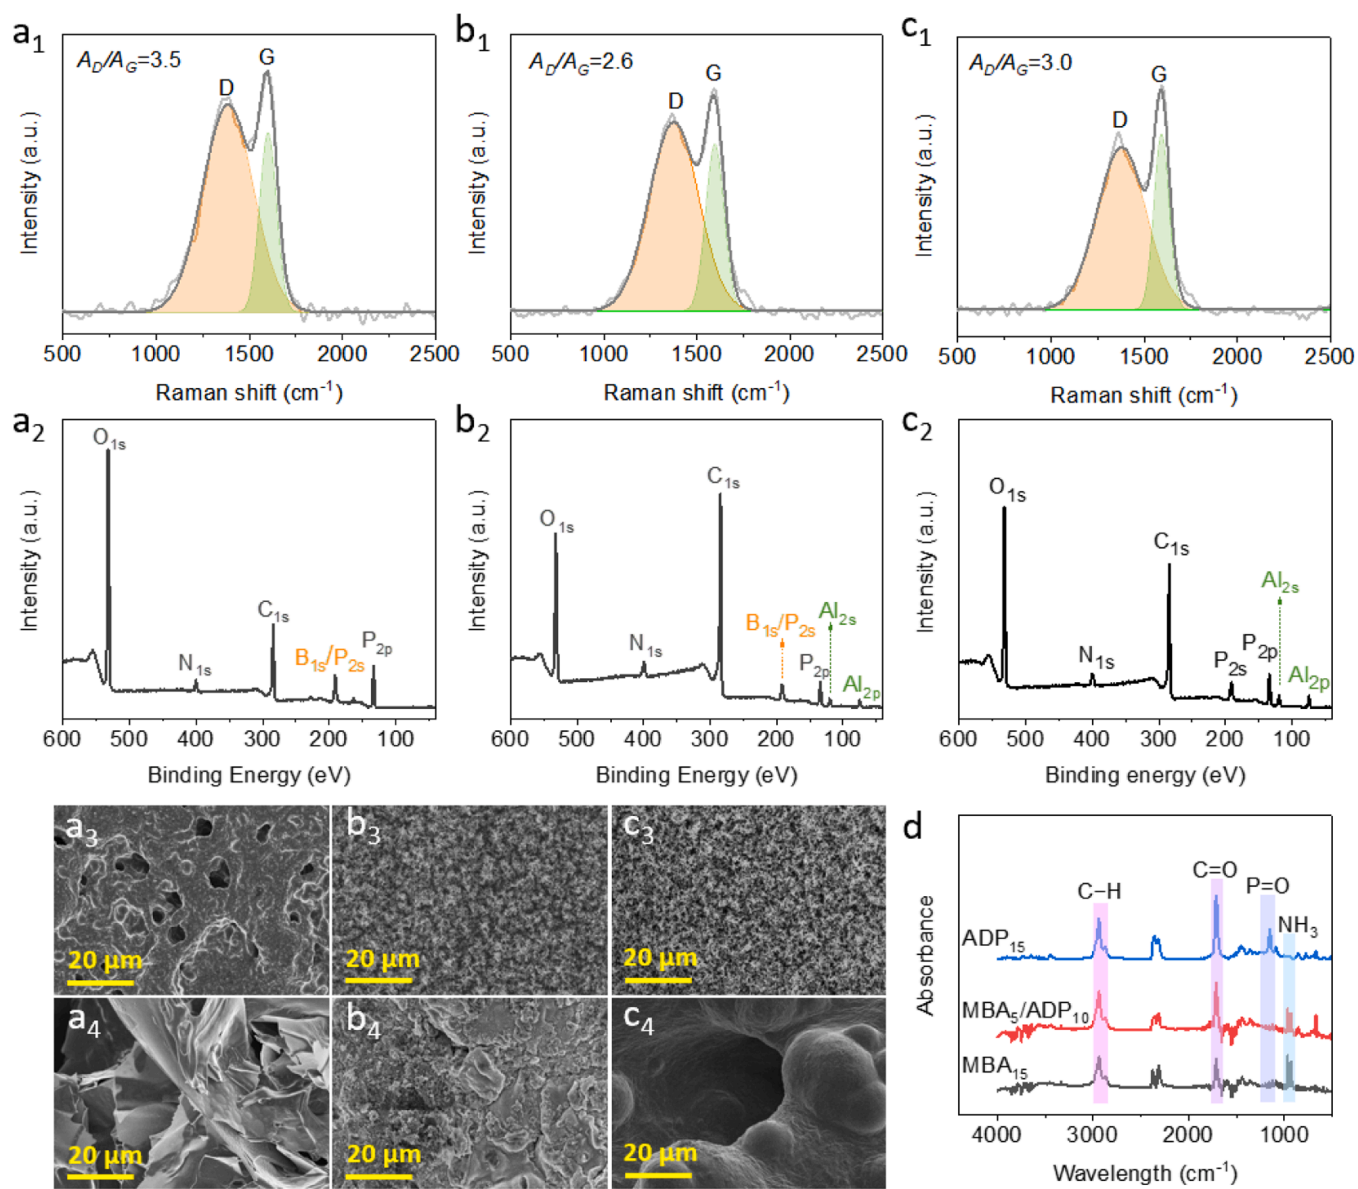 a1
A_D/A_G=3.5
D
G
Intensity (a.u.)
500 1000 1500 2000 2500
Raman shift (cm⁻¹)
b1
A_D/A_G=2.6
D
G
Intensity (a.u.)
500 1000 1500 2000 2500
Raman shift (cm⁻¹)
c1
A_D/A_G=3.0
D
G
Intensity (a.u.)
500 1000 1500 2000 2500
Raman shift (cm⁻¹)
a2
O1s
N1s
C1s
B1s/P2s
P2p
Intensity (a.u.)
600 500 400 300 200 100
Binding Energy (eV)
b2
O1s
N1s
C1s
B1s/P2s
P2p
Al2s
Al2p
Intensity (a.u.)
600 500 400 300 200 100
Binding Energy (eV)
c2
O1s
N1s
C1s
P2s
P2p
Al2s
Al2p
Intensity (a.u.)
600 500 400 300 200 100
Binding energy (eV)
a3
20 µm
b3
20 µm
c3
20 µm
a4
20 µm
b4
20 µm
c4
20 µm
d
C−H
C=O
P=O
NH3
ADP15
MBA5/ADP10
MBA15
Absorbance
4000 3000 2000 1000
Wavelength (cm⁻¹)